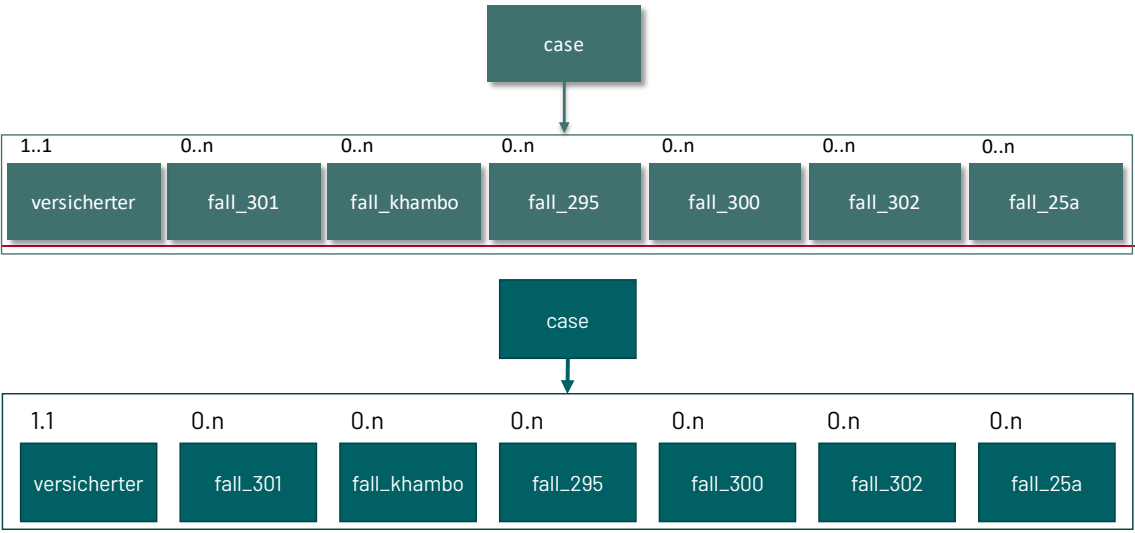 case
1..1 0..n 0..n 0..n 0..n 0..n 0..n
versicherter fall_301 fall_khambo fall_295 fall_300 fall_302 fall_25a
case
1.1 0.n 0.n 0.n 0.n 0.n 0.n
versicherter fall_301 fall_khambo fall_295 fall_300 fall_302 fall_25a